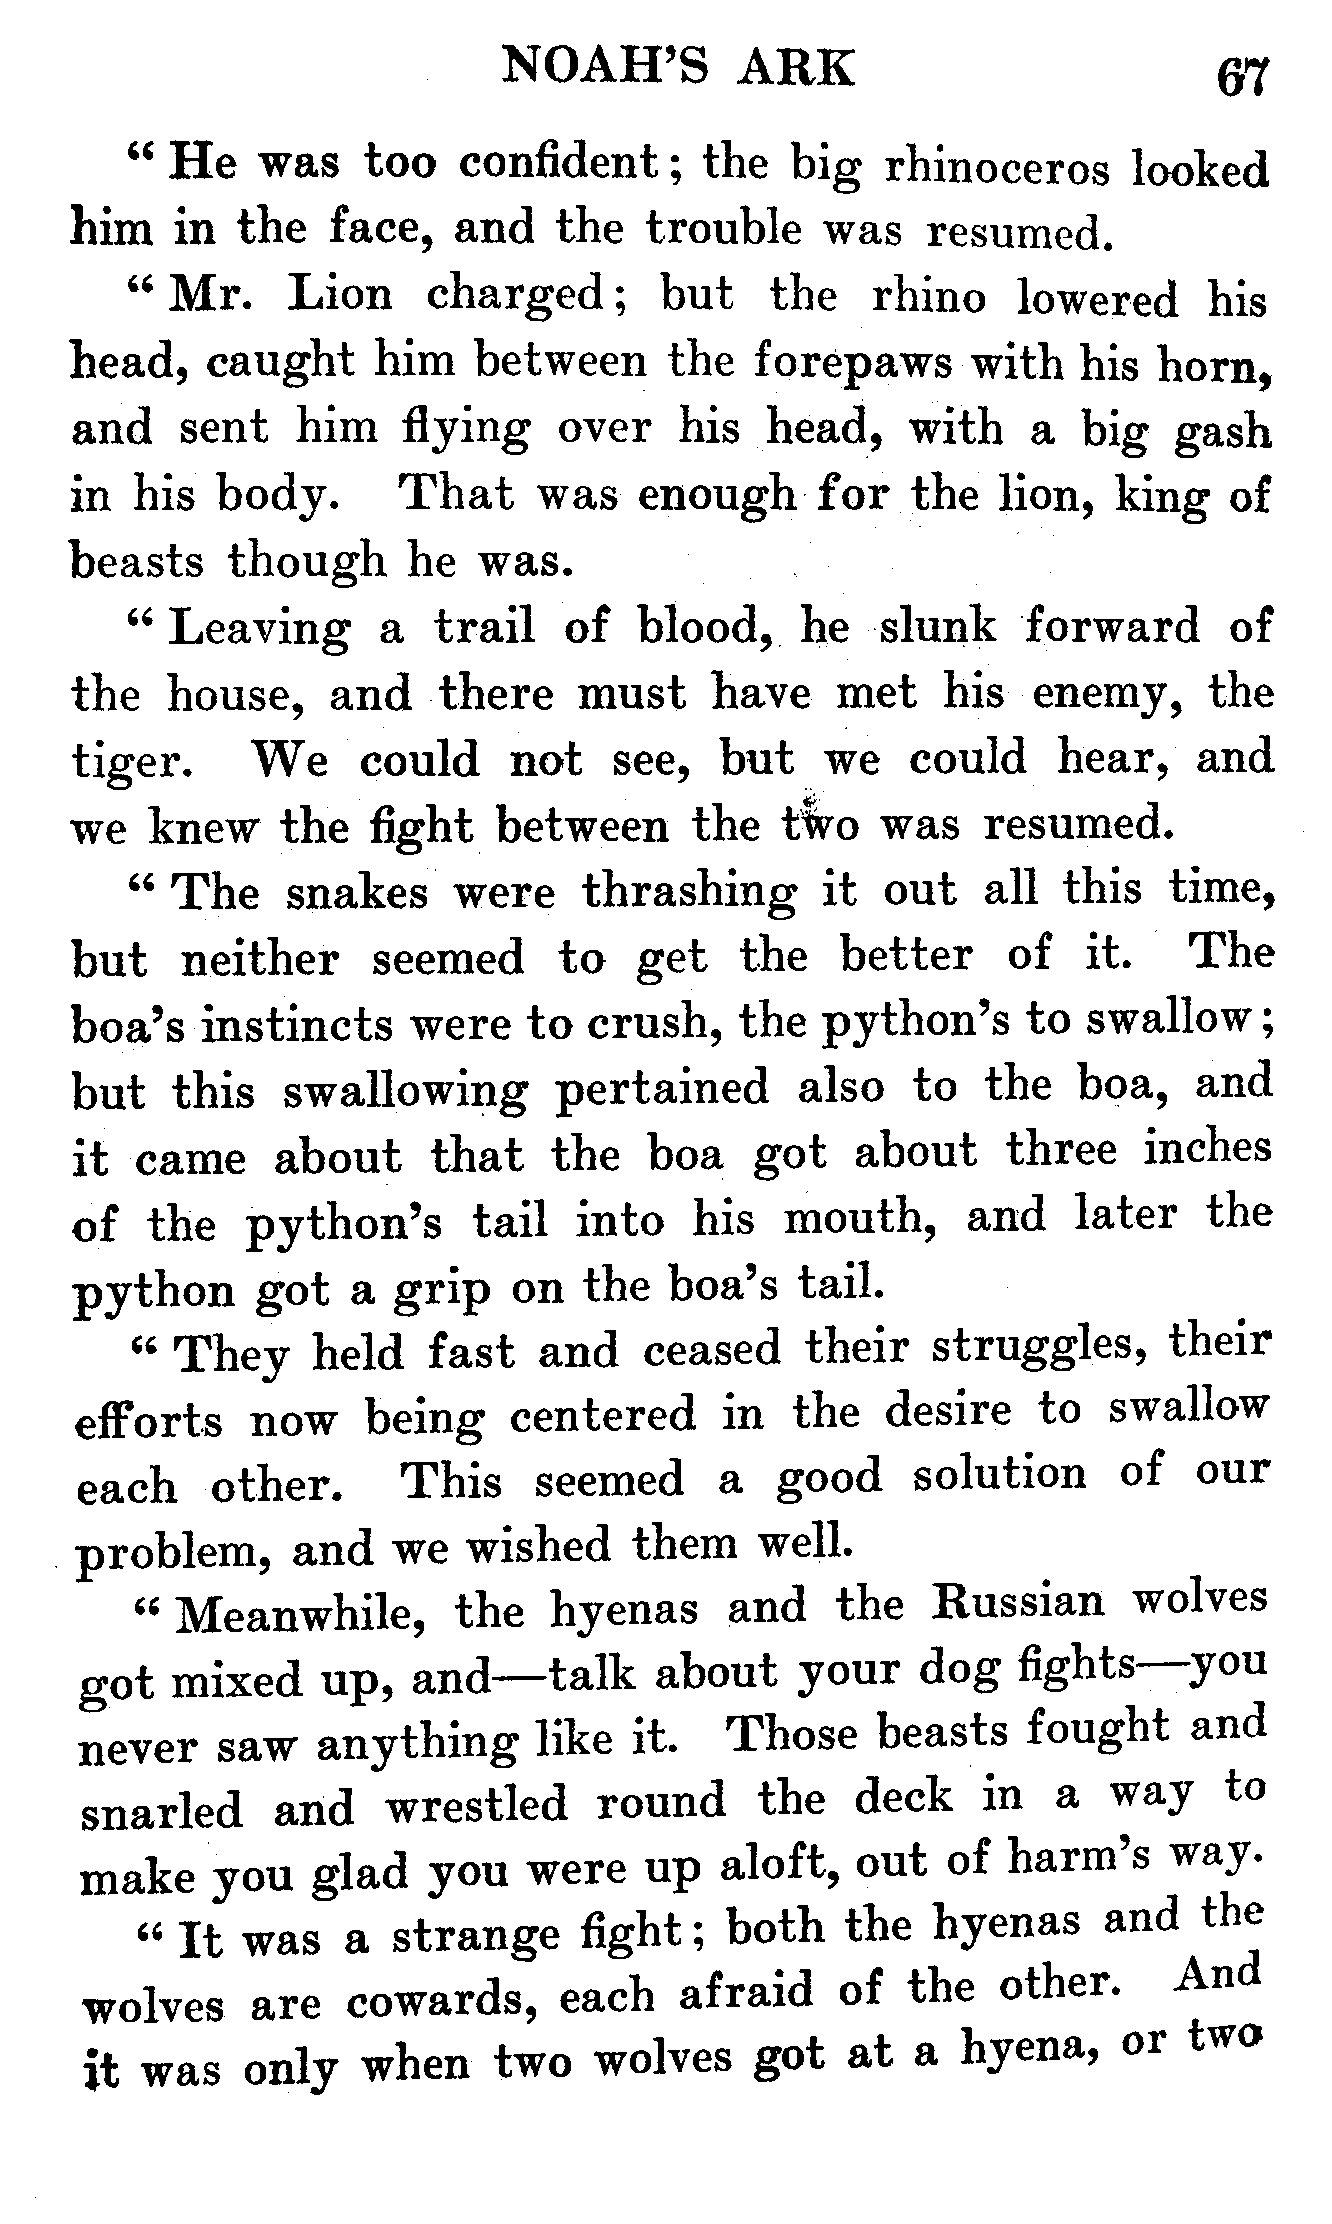 NOAH'S ARK 67
" He was too confident ; the big rhinoceros looked
him in the face, and the trouble was resumed.
" Mr. Lion charged ; but the rhino lowered his
head, caught him between the forepaws with his horn,
and sent him flying over his head, with a big gash
in his body. That was enough for the lion, king of
beasts though he was.
" Leaving a trail of blood, he slunk forward of
the house, and there must have met his enemy, the
tiger. We could not see, but we could hear, and
we knew the fight between the two was resumed.
" The snakes were thrashing it out all this time,
but neither seemed to get the better of it. The
boa's instincts were to crush, the python's to swallow ;
but this swallowing pertained also to the boa, and
it came about that the boa got about three inches
of the python's tail into his mouth, and later the
python got a grip on the boa's tail.
" They held fast and ceased their struggles, their
efforts now being centered in the desire to swallow
each other. This seemed a good solution of our
problem, and we wished them well.
" Meanwhile, the hyenas and the Russian wolves
got mixed up, and—talk about your dog fights—you
never saw anything like it. Those beasts fought and
snarled and wrestled round the deck in a way to
make you glad you were up aloft, out of harm's way.
" It was a strange fight ; both the hyenas and the
wolves are cowards, each afraid of the other. And
it was only when two wolves got at a hyena, or two